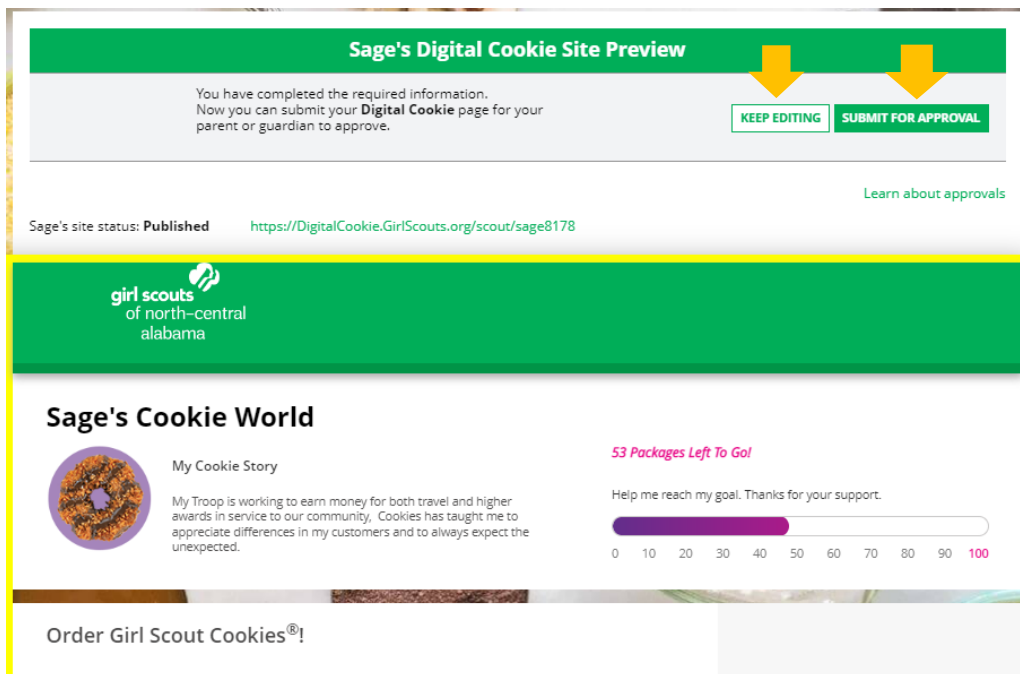 Sage's Digital Cookie Site Preview
You have completed the required information.
Now you can submit your Digital Cookie page for your
parent or guardian to approve.
KEEP EDITING
SUBMIT FOR APPROVAL
Learn about approvals
Sage's site status: Published
https://DigitalCookie.GirlScouts.org/scout/sage8178
girl scouts
of north-central
alabama
Sage's Cookie World
My Cookie Story
My Troop is working to earn money for both travel and higher
awards in service to our community, Cookies has taught me to
appreciate differences in my customers and to always expect the
unexpected.
53 Packages Left To Go!
Help me reach my goal. Thanks for your support.
0 10 20 30 40 50 60 70 80 90 100
Order Girl Scout Cookies®!